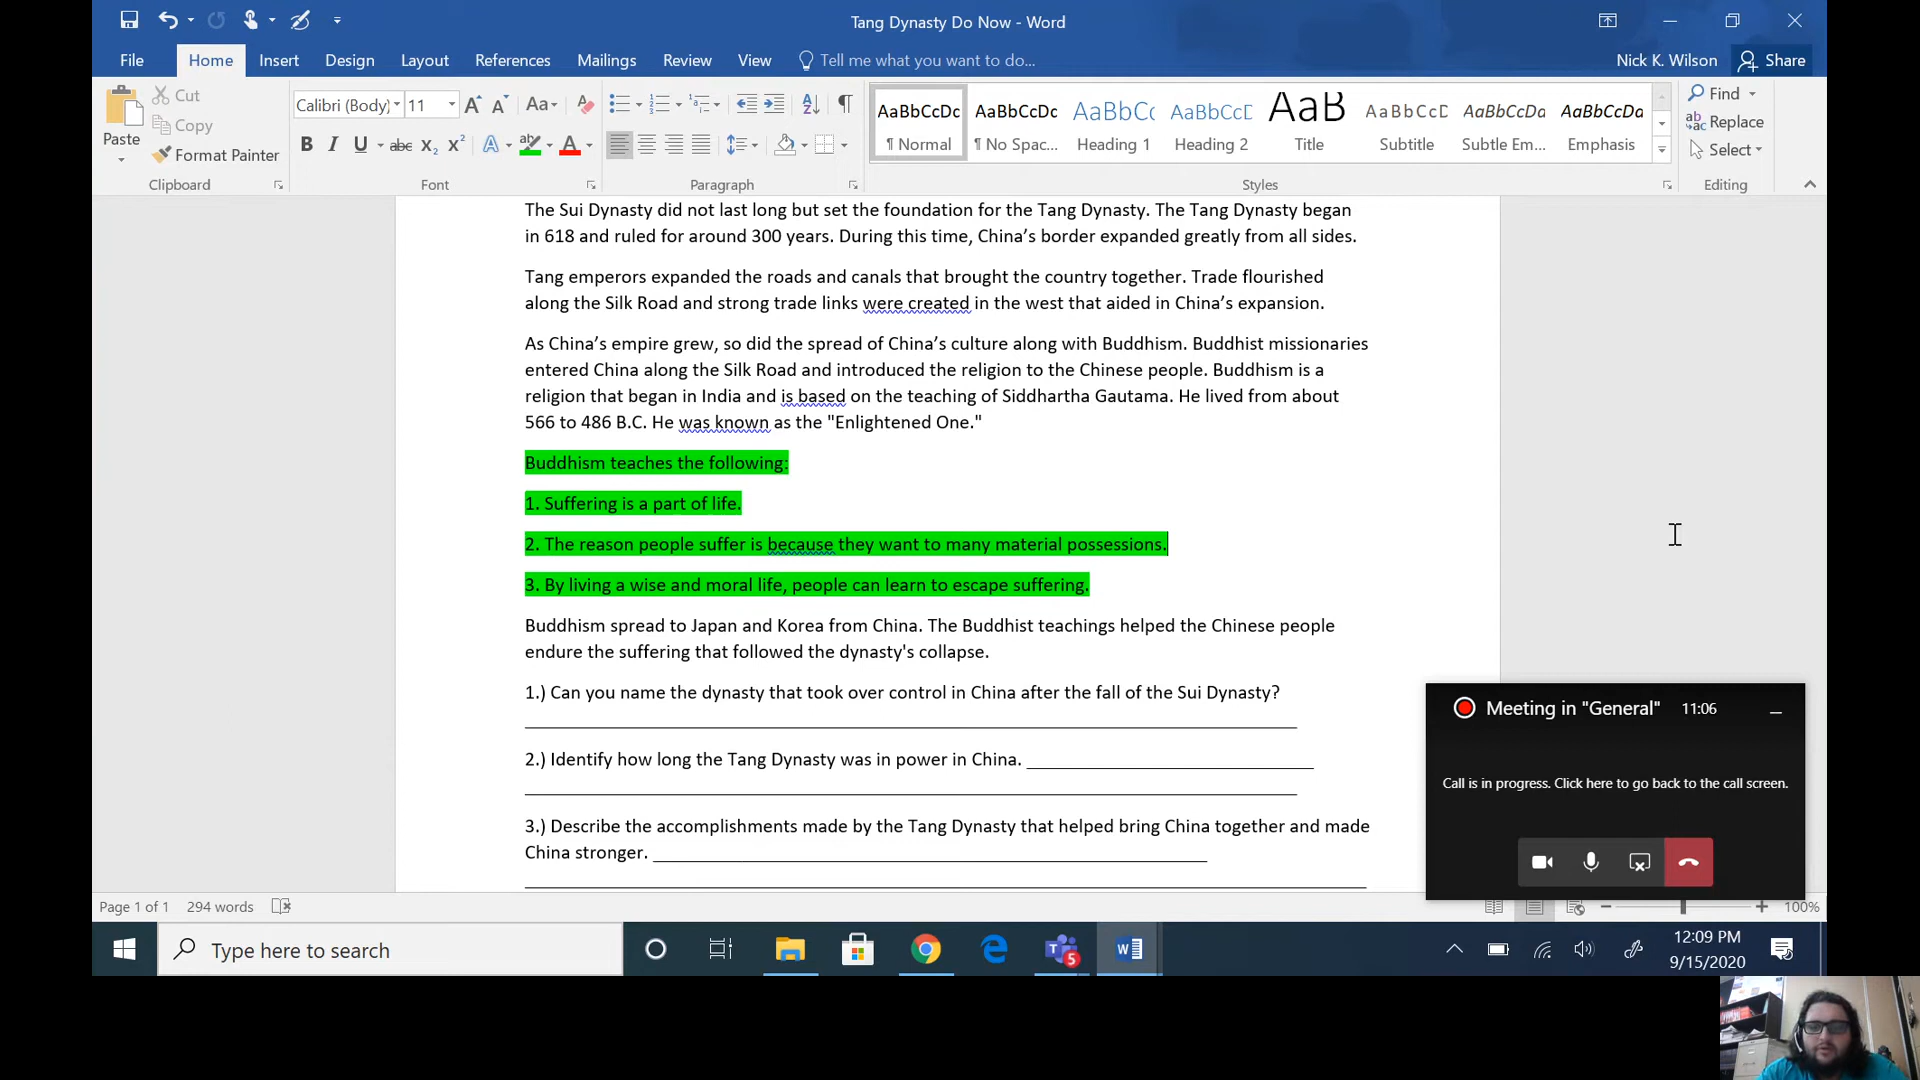 Tang Dynasty Do Now - Word
File Home Insert Design Layout References Mailings Review View Tell me what you want to do... Nick K. Wilson Share
Paste
Cut
Copy
Format Painter
Clipboard
Calibri (Body) 11
Font
Paragraph
AaBbCcDc AaBbCcDc AaBbCc AaBbCcD AaB AaBbCcD AaBbCcDa AaBbCcDa
¶ Normal ¶ No Spac... Heading 1 Heading 2 Title Subtitle Subtle Em... Emphasis
Styles
Find
Replace
Select
Editing
The Sui Dynasty did not last long but set the foundation for the Tang Dynasty. The Tang Dynasty began
in 618 and ruled for around 300 years. During this time, China’s border expanded greatly from all sides.
Tang emperors expanded the roads and canals that brought the country together. Trade flourished
along the Silk Road and strong trade links were created in the west that aided in China’s expansion.
As China’s empire grew, so did the spread of China’s culture along with Buddhism. Buddhist missionaries
entered China along the Silk Road and introduced the religion to the Chinese people. Buddhism is a
religion that began in India and is based on the teaching of Siddhartha Gautama. He lived from about
566 to 486 B.C. He was known as the "Enlightened One."
Buddhism teaches the following:
1. Suffering is a part of life.
2. The reason people suffer is because they want to many material possessions.
3. By living a wise and moral life, people can learn to escape suffering.
Buddhism spread to Japan and Korea from China. The Buddhist teachings helped the Chinese people
endure the suffering that followed the dynasty's collapse.
1.) Can you name the dynasty that took over control in China after the fall of the Sui Dynasty?
2.) Identify how long the Tang Dynasty was in power in China.
3.) Describe the accomplishments made by the Tang Dynasty that helped bring China together and made
China stronger.
Meeting in "General" 11:06
Call is in progress. Click here to go back to the call screen.
Page 1 of 1 294 words
100%
Type here to search
5
12:09 PM
9/15/2020